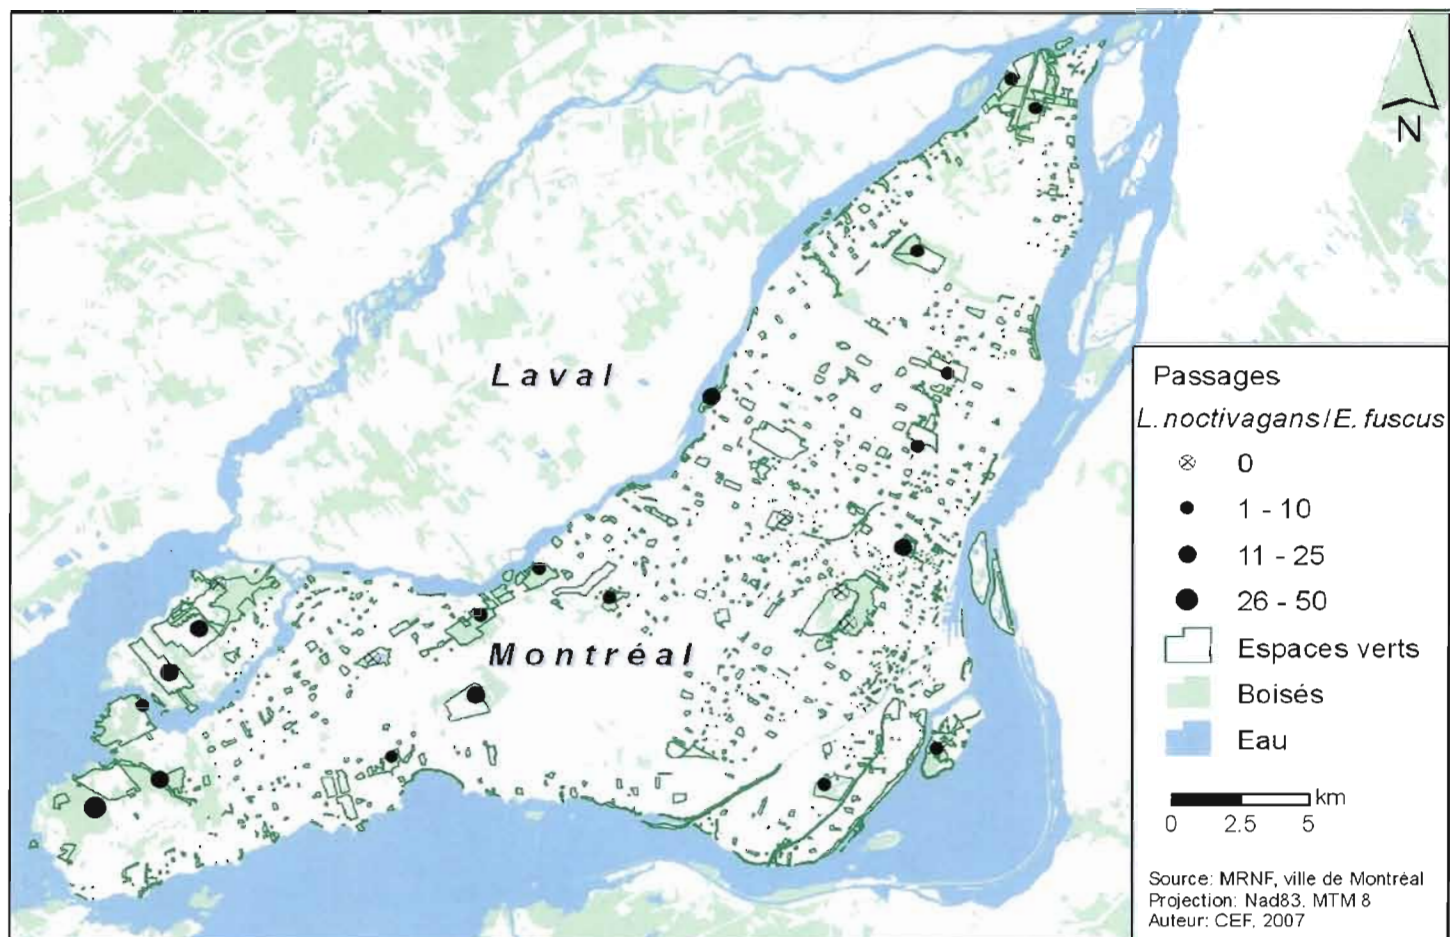 N
Laval
Montréal
Passages
L. noctivagans / E. fuscus
0
1 - 10
11 - 25
26 - 50
Espaces verts
Boisés
Eau
km
0 2.5 5
Source: MRNF, ville de Montréal
Projection: Nad83. MTM 8
Auteur: CEF, 2007